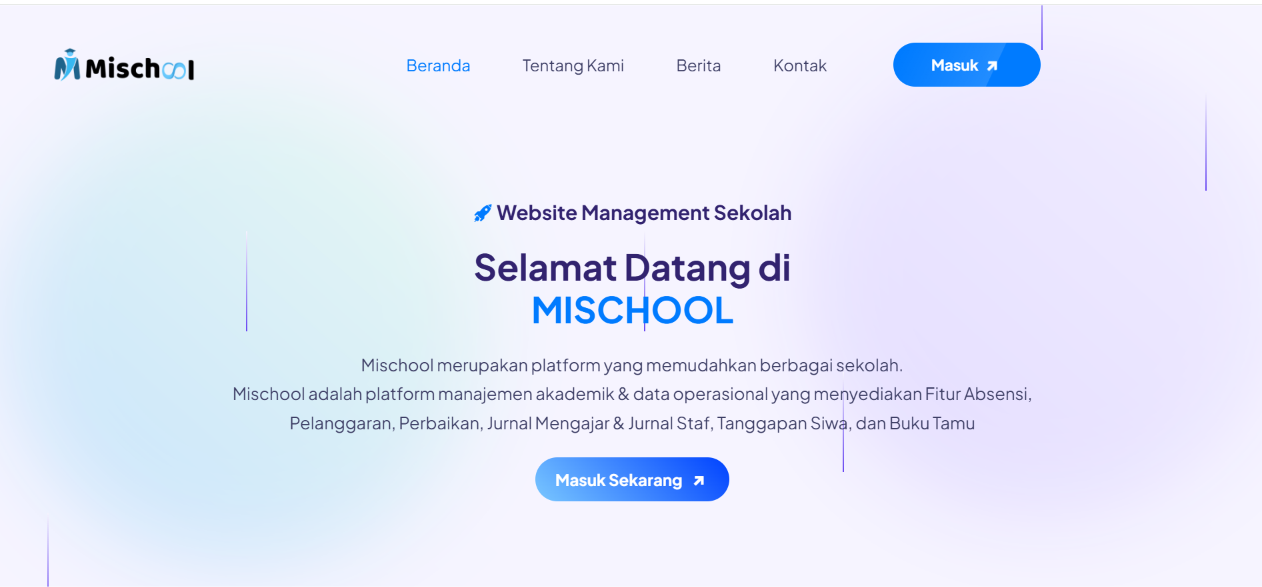 Mischool
Beranda
Tentang Kami
Berita
Kontak
Masuk
Website Management Sekolah
Selamat Datang di
MISCHOOL
Mischool merupakan platform yang memudahkan berbagai sekolah.
Mischool adalah platform manajemen akademik & data operasional yang menyediakan Fitur Absensi,
Pelanggaran, Perbaikan, Jurnal Mengajar & Jurnal Staf, Tanggapan Siwa, dan Buku Tamu
Masuk Sekarang